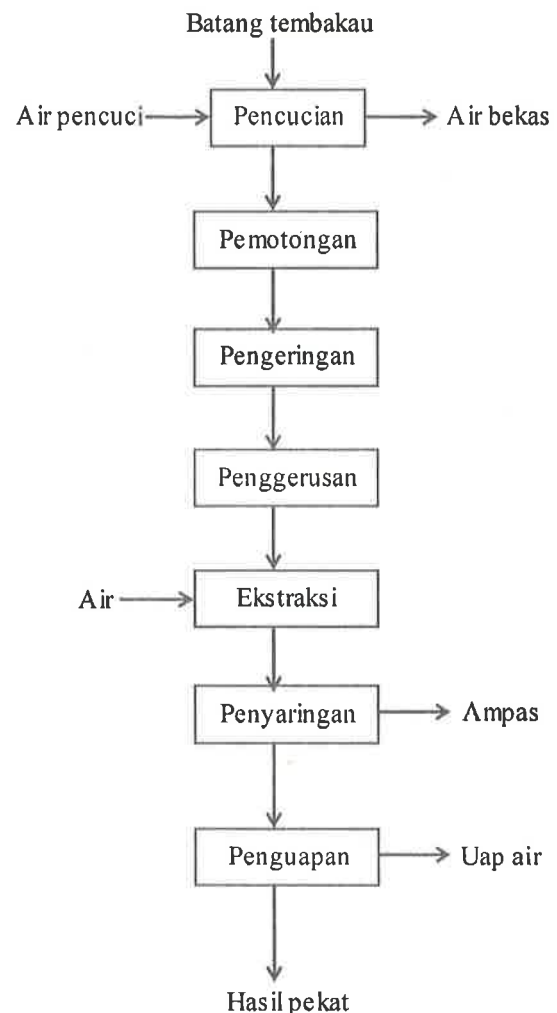 Batang tembakau
Air pencuci
Pencucian
Air bekas
Pemotongan
Pengeringan
Penggerusan
Air
Ekstraksi
Penyaringan
Ampas
Penguapan
Uap air
Hasil pekat